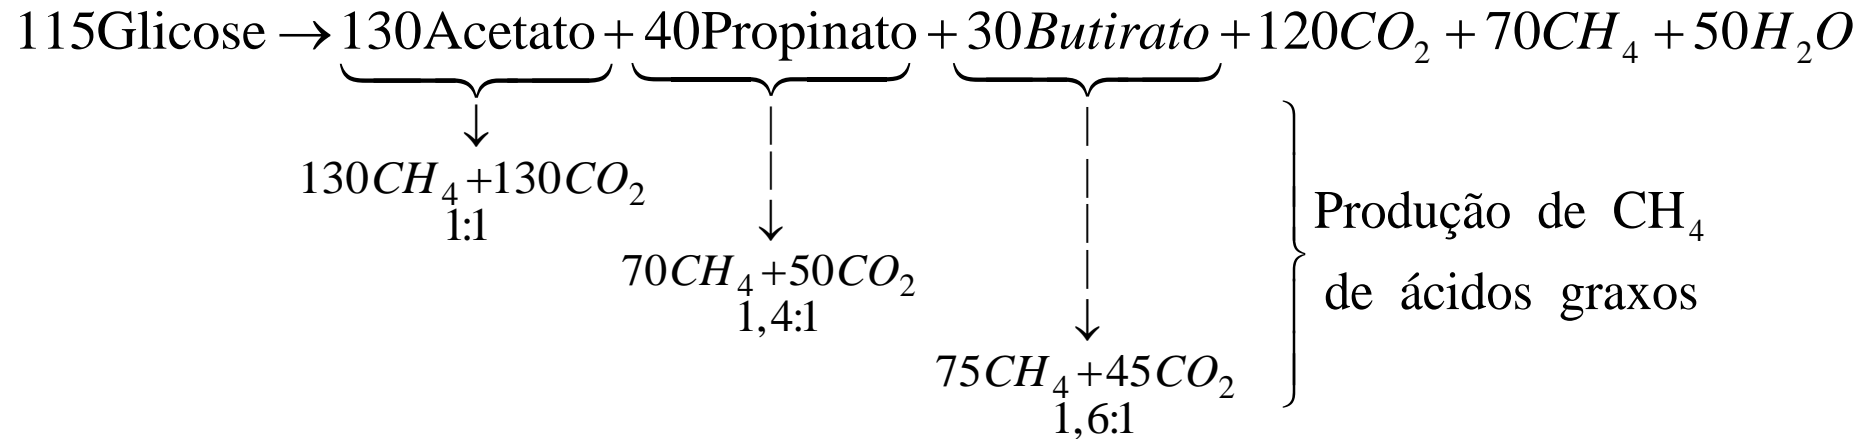 115Glicose → 130Acetato + 40Propinato + 30Butirato + 120CO₂ + 70CH₄ + 50H₂O
130CH₄+130CO₂
1:1
70CH₄+50CO₂
1,4:1
75CH₄+45CO₂
1,6:1
Produção de CH₄
de ácidos graxos